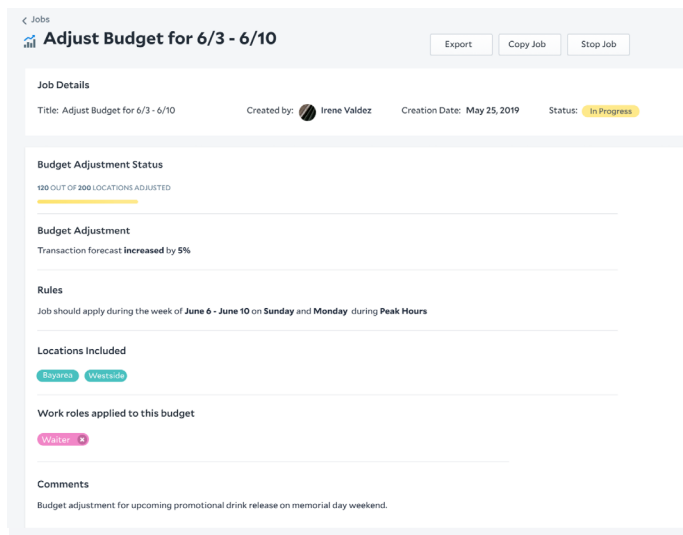 Jobs
Adjust Budget for 6/3 - 6/10
Export
Copy Job
Stop Job
Job Details
Title: Adjust Budget for 6/3 - 6/10
Created by: Irene Valdez
Creation Date: May 25, 2019
Status: In Progress
Budget Adjustment Status
120 OUT OF 200 LOCATIONS ADJUSTED
Budget Adjustment
Transaction forecast increased by 5%
Rules
Job should apply during the week of June 6 - June 10 on Sunday and Monday during Peak Hours
Locations Included
Bayarea
Westside
Work roles applied to this budget
Waiter
Comments
Budget adjustment for upcoming promotional drink release on memorial day weekend.